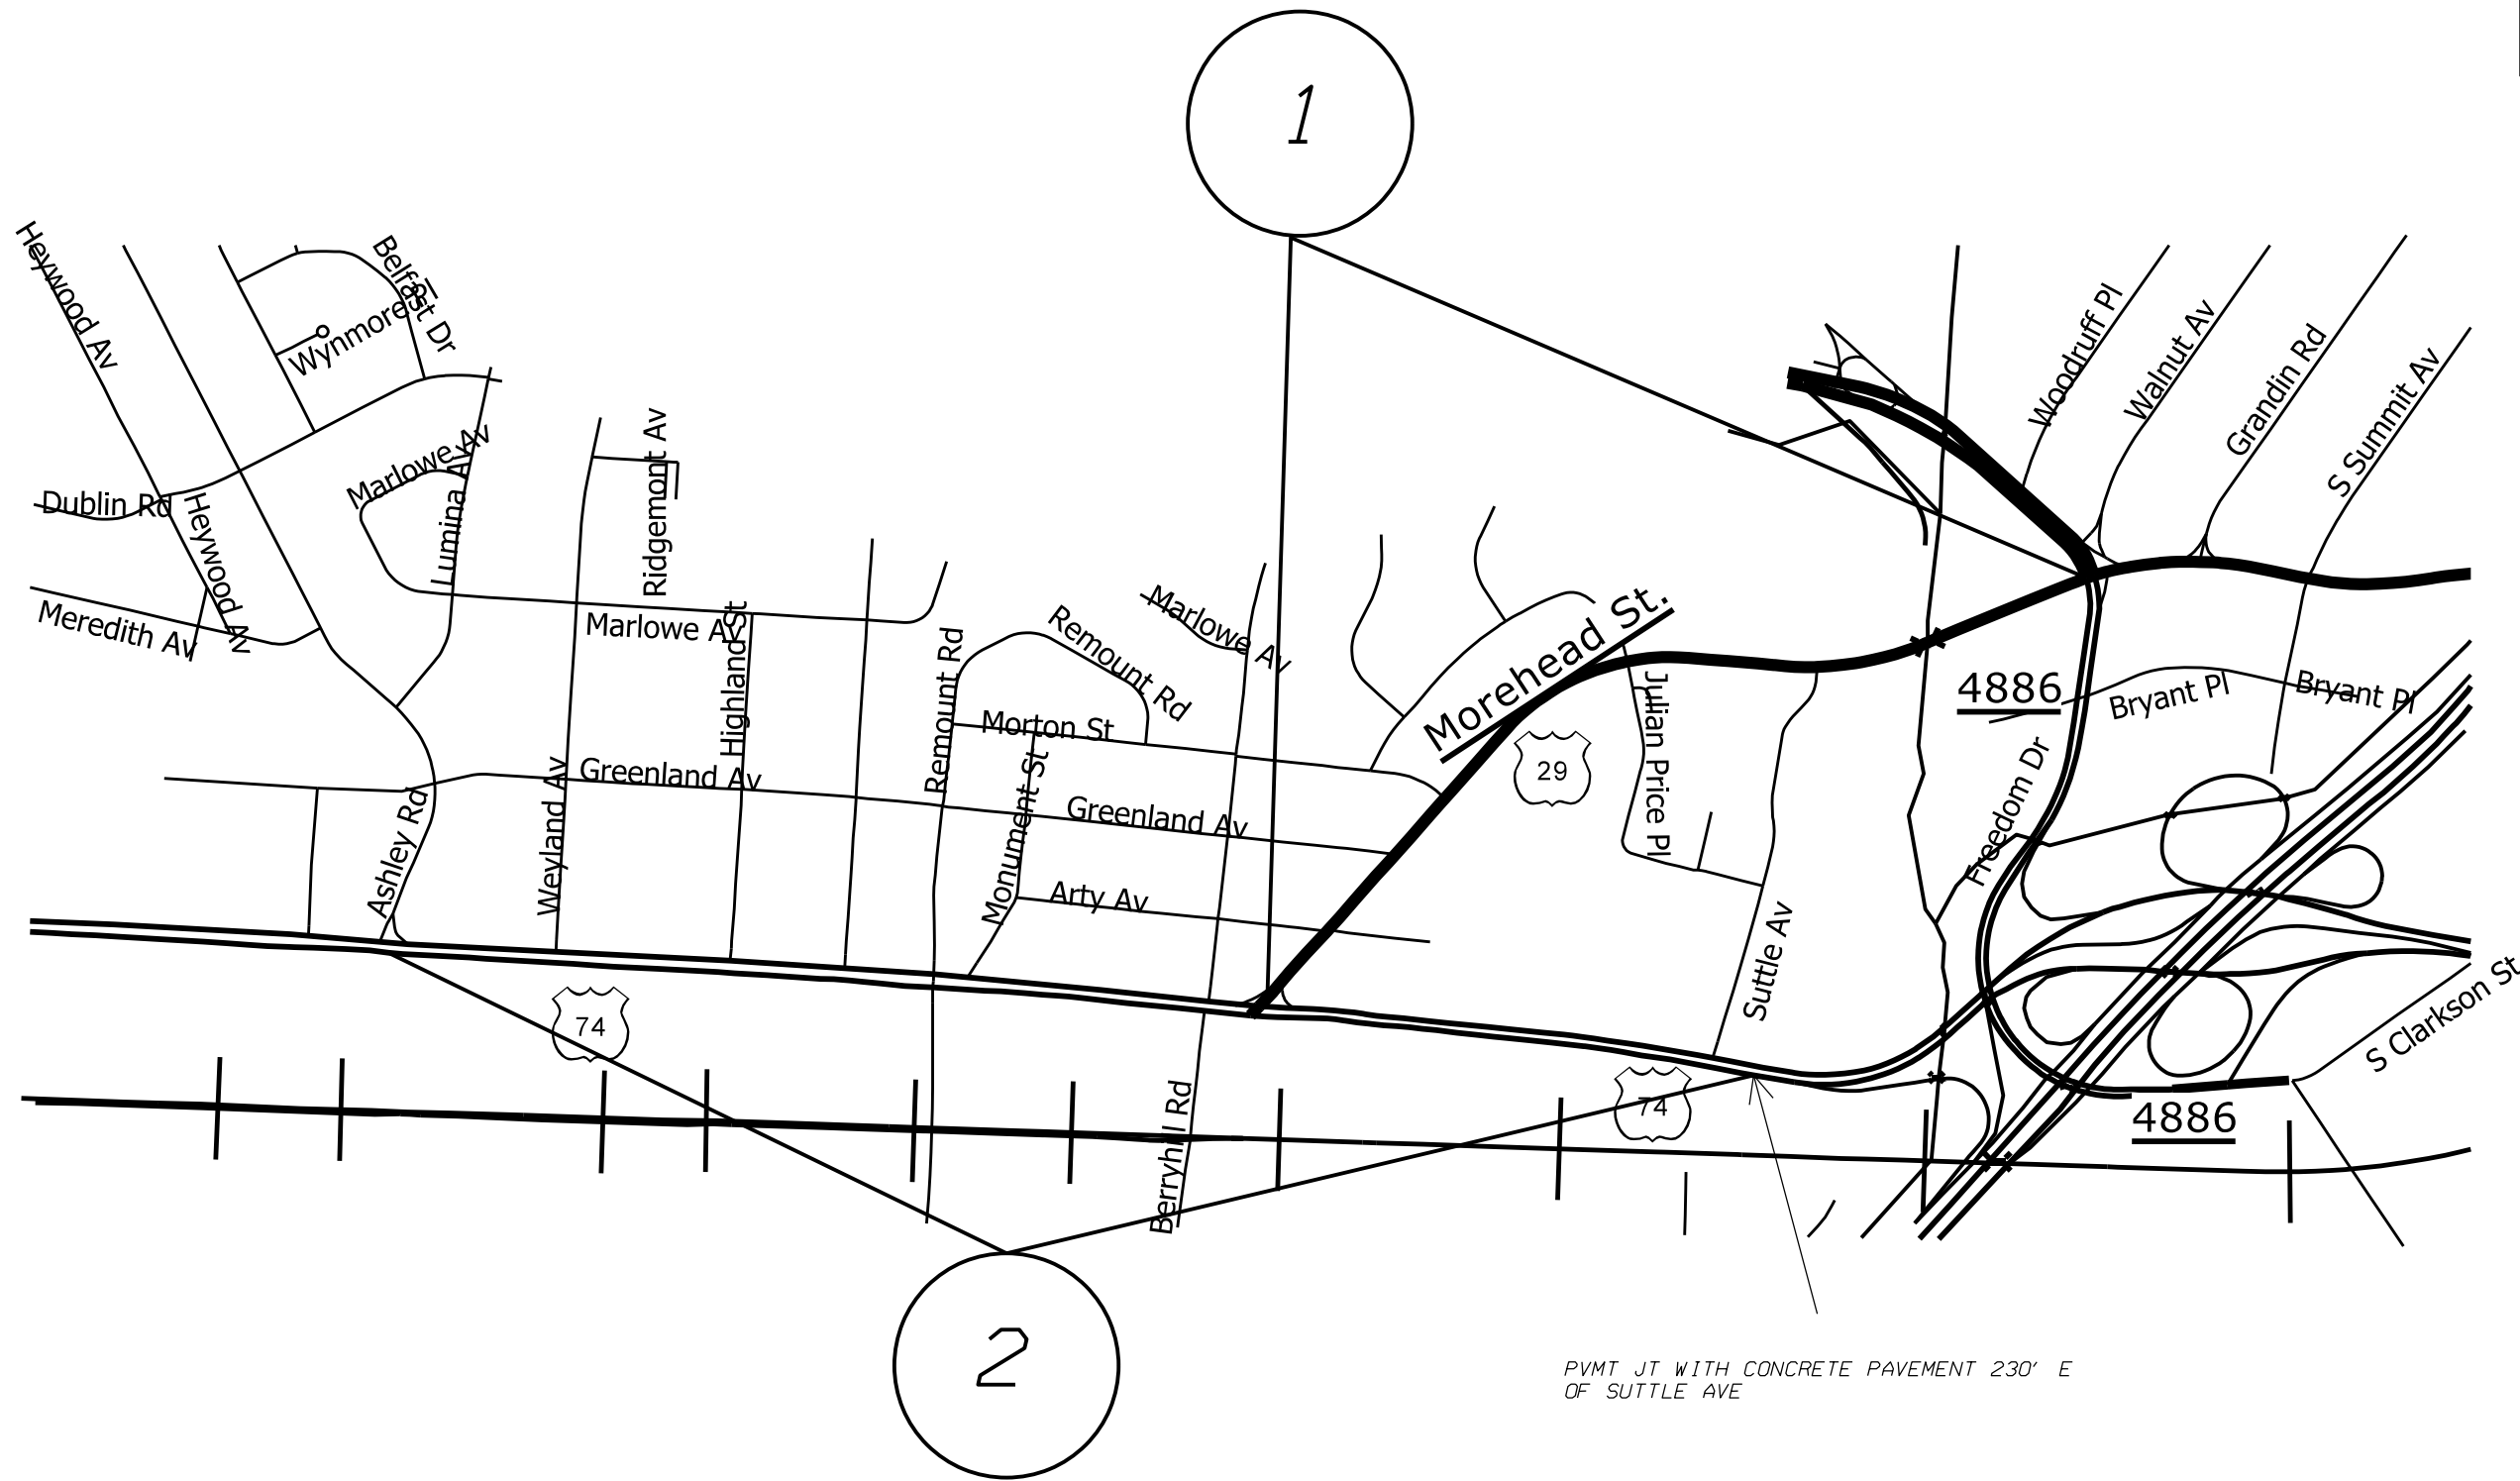 1
Heywood Av
Belfast Dr
Wynmore
Woodruff Pl
Walnut Av
Grandin Rd
S Summit Av
Marlowe Av
Lumina Av
Ridgemont Av
Dublin Rd
Heywood
Meredith Av
Marlowe Av
Highland St
Remount Rd
Remount Rd
Marlowe Av
Morehead St.
Morton St
29
Julian Price Pl
4886
Bryant Pl
Bryant Pl
Freedom Dr
Greenland Av
Ashley Rd
Weyland Av
Monument St
Greenland Av
Arty Av
Suttle Av
S Clarkson St
74
74
4886
Berryhill Rd
2
PVMT JT WITH CONCRETE PAVEMENT 230' E
OF SUTTLE AVE